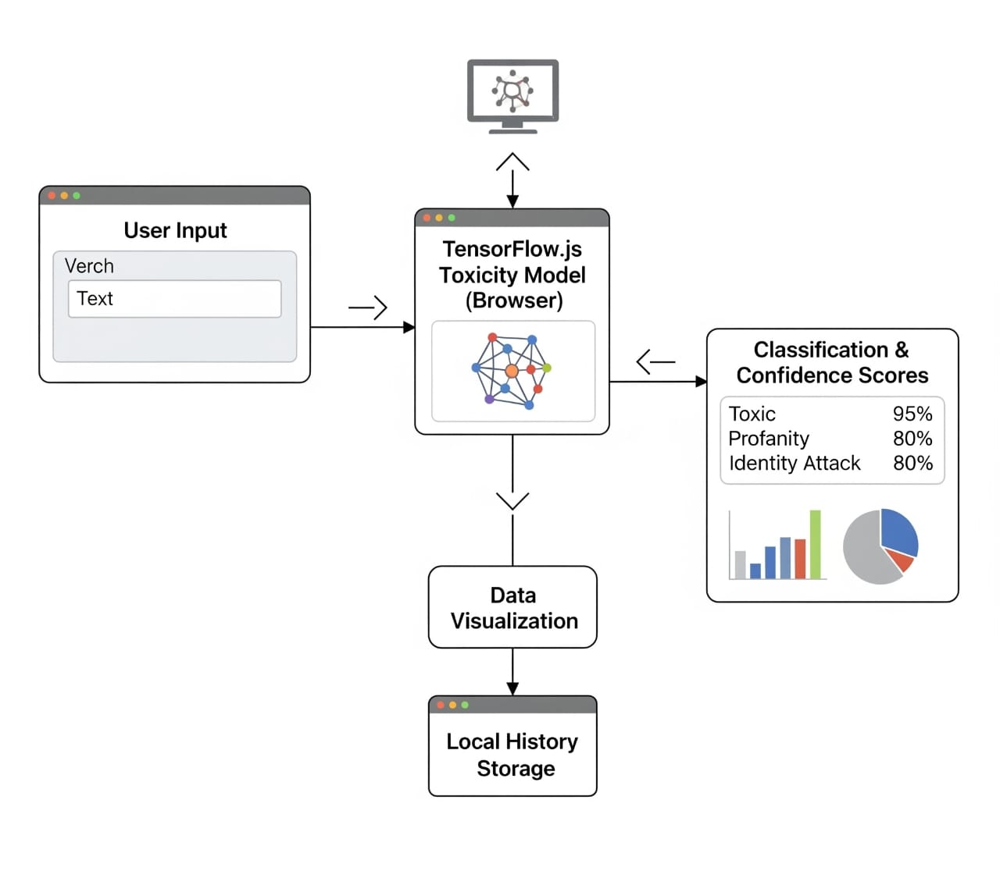 User Input
Verch
Text
TensorFlow.js
Toxicity Model
(Browser)
Classification &
Confidence Scores
Toxic 95%
Profanity 80%
Identity Attack 80%
Data
Visualization
Local History
Storage